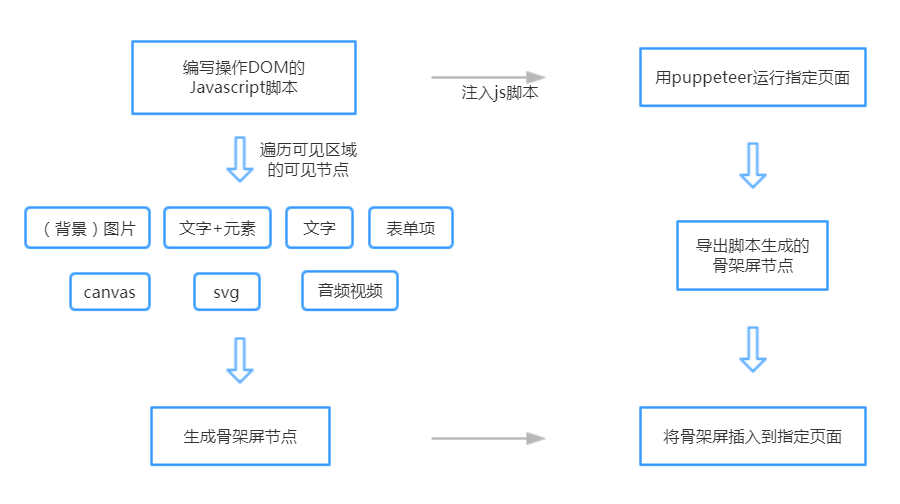 编写操作DOM的
Javascript脚本
注入js脚本
用puppeteer运行指定页面
遍历可见区域
的可见节点
（背景）图片
文字+元素
文字
表单项
canvas
svg
音频视频
导出脚本生成的
骨架屏节点
生成骨架屏节点
将骨架屏插入到指定页面